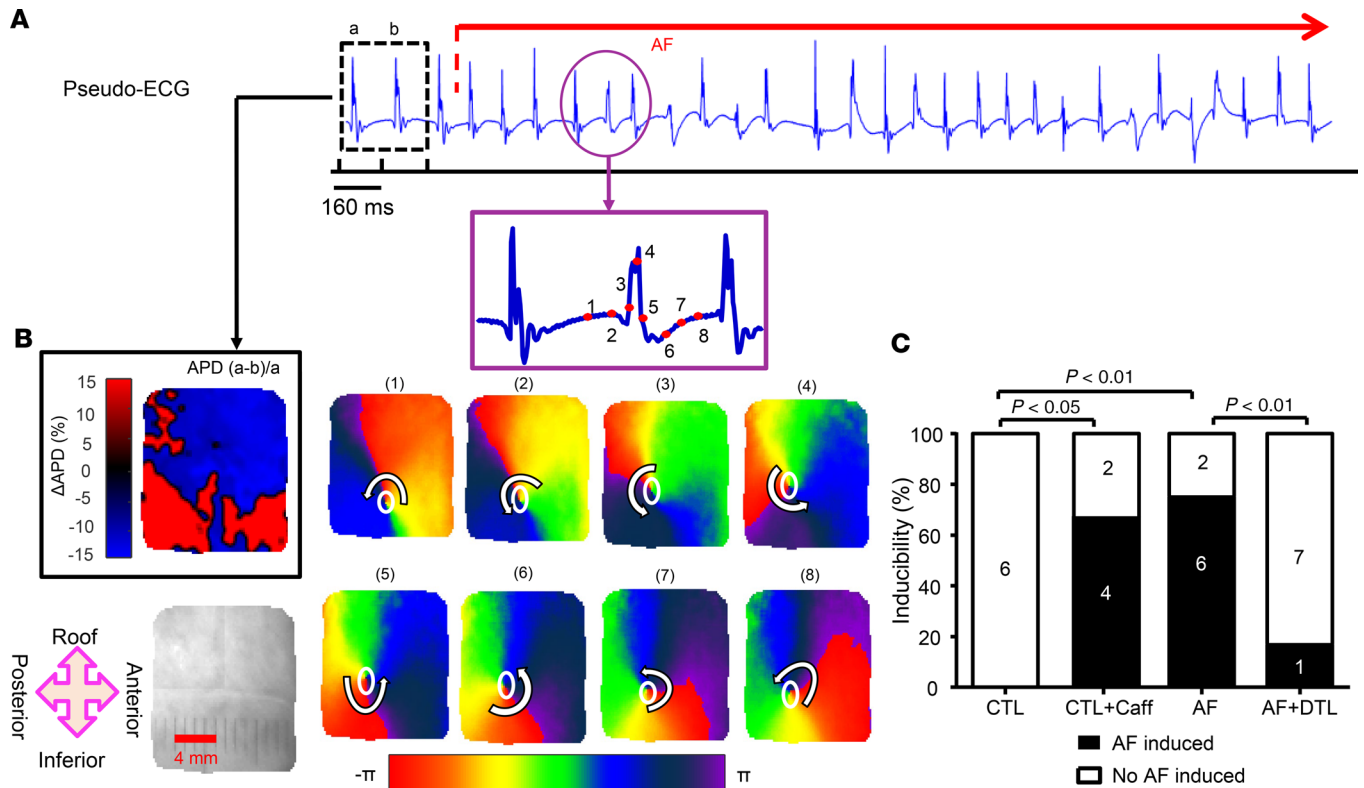 A
a b
AF
Pseudo-ECG
160 ms
1 2 3 4 5 6 7 8
B
APD (a-b)/a
ΔAPD (%)
15
10
5
0
-5
-10
-15
(1) (2) (3) (4)
(5) (6) (7) (8)
Roof
Posterior
Anterior
Inferior
4 mm
-π π
C
P < 0.01
P < 0.05 P < 0.01
Inducibility (%)
100
80
60
40
20
0
6
2
4
2
6
7
1
CTL CTL+Caff AF AF+DTL
AF induced
No AF induced